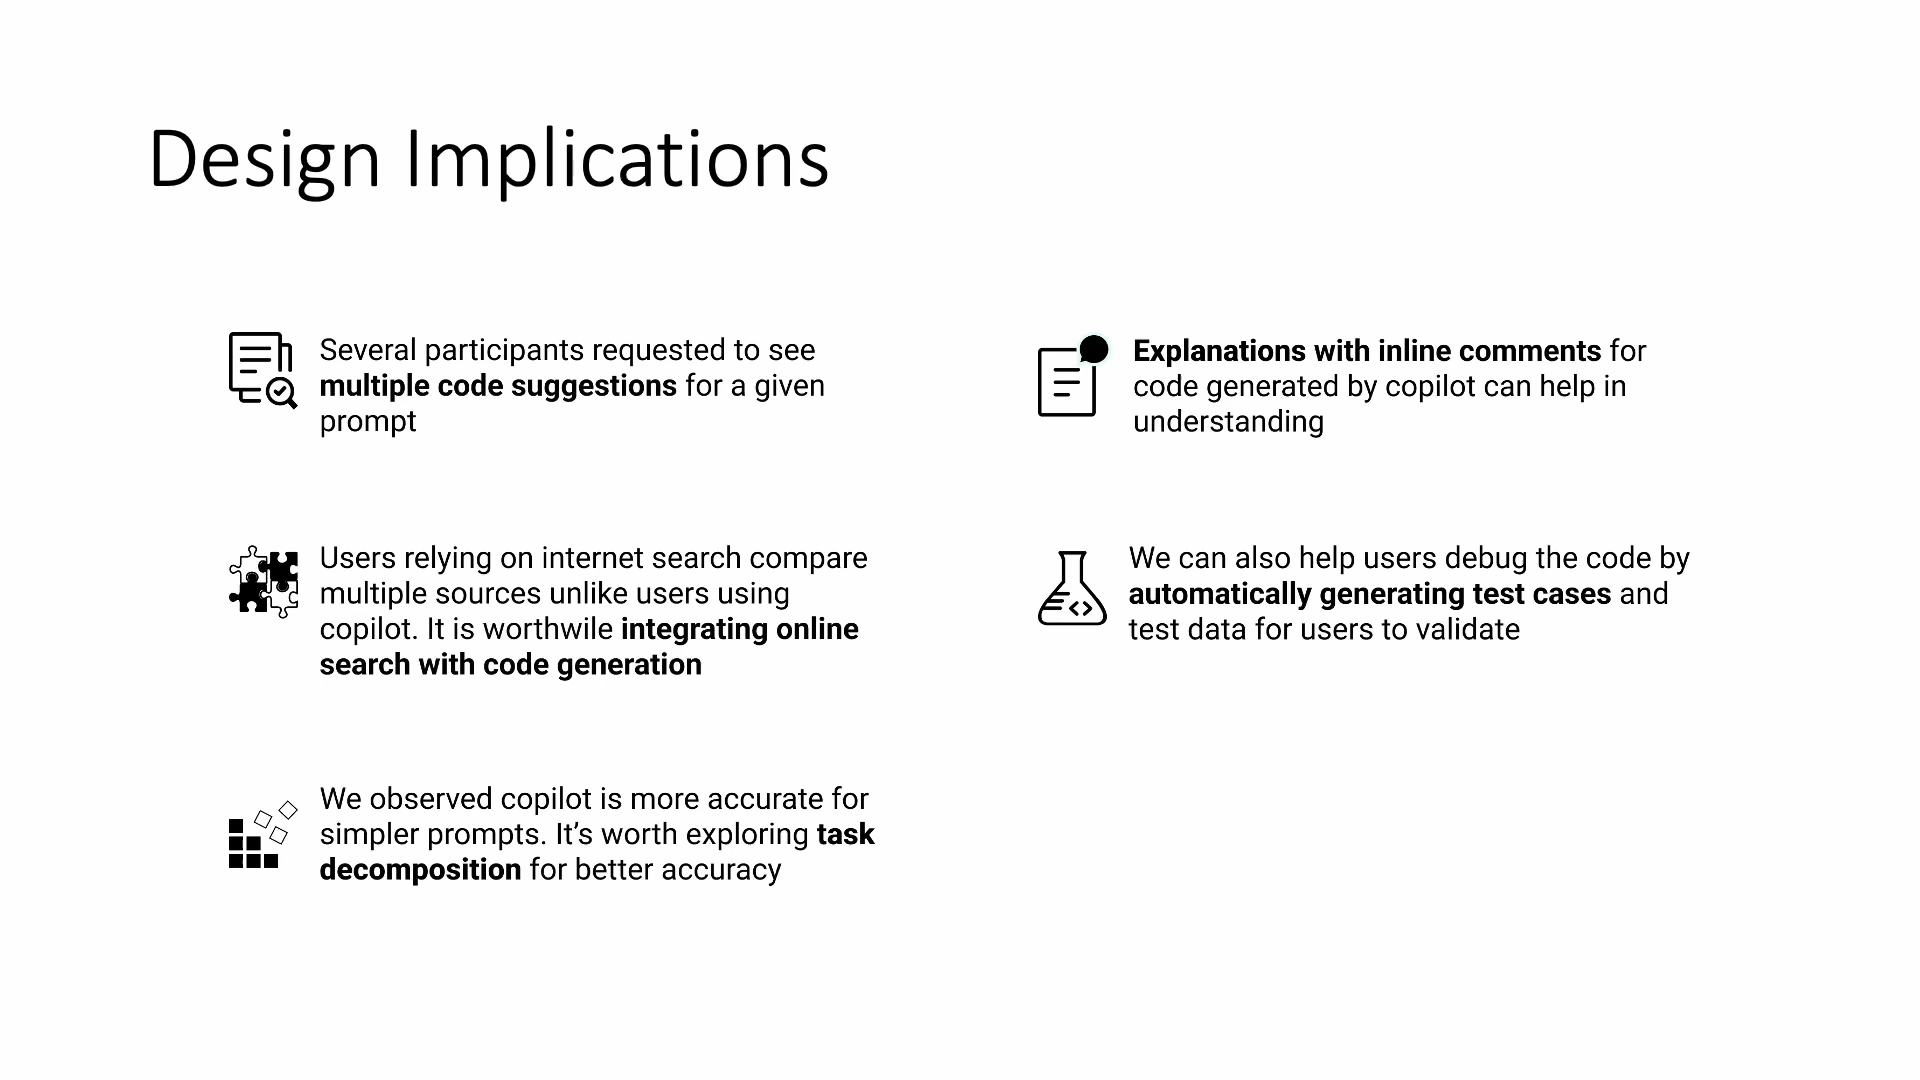 Design Implications
Several participants requested to see
multiple code suggestions for a given
prompt
Users relying on internet search compare
multiple sources unlike users using
copilot. It is worthwile integrating online
search with code generation
We observed copilot is more accurate for
simpler prompts. It’s worth exploring task
decomposition for better accuracy
Explanations with inline comments for
code generated by copilot can help in
understanding
We can also help users debug the code by
automatically generating test cases and
test data for users to validate